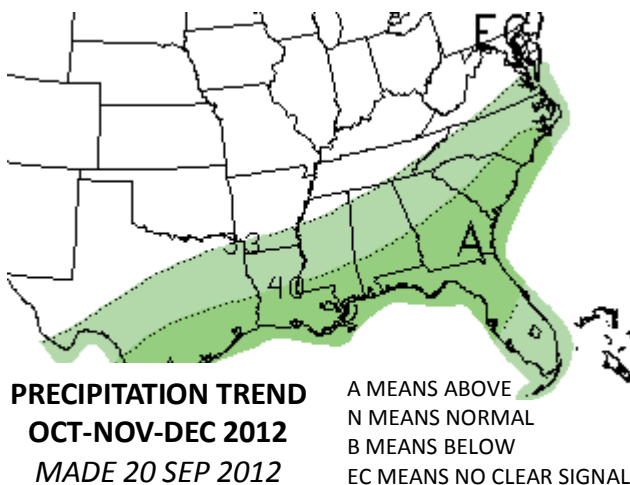 EC
33
A
40
PRECIPITATION TREND
OCT-NOV-DEC 2012
MADE 20 SEP 2012
A MEANS ABOVE
N MEANS NORMAL
B MEANS BELOW
EC MEANS NO CLEAR SIGNAL